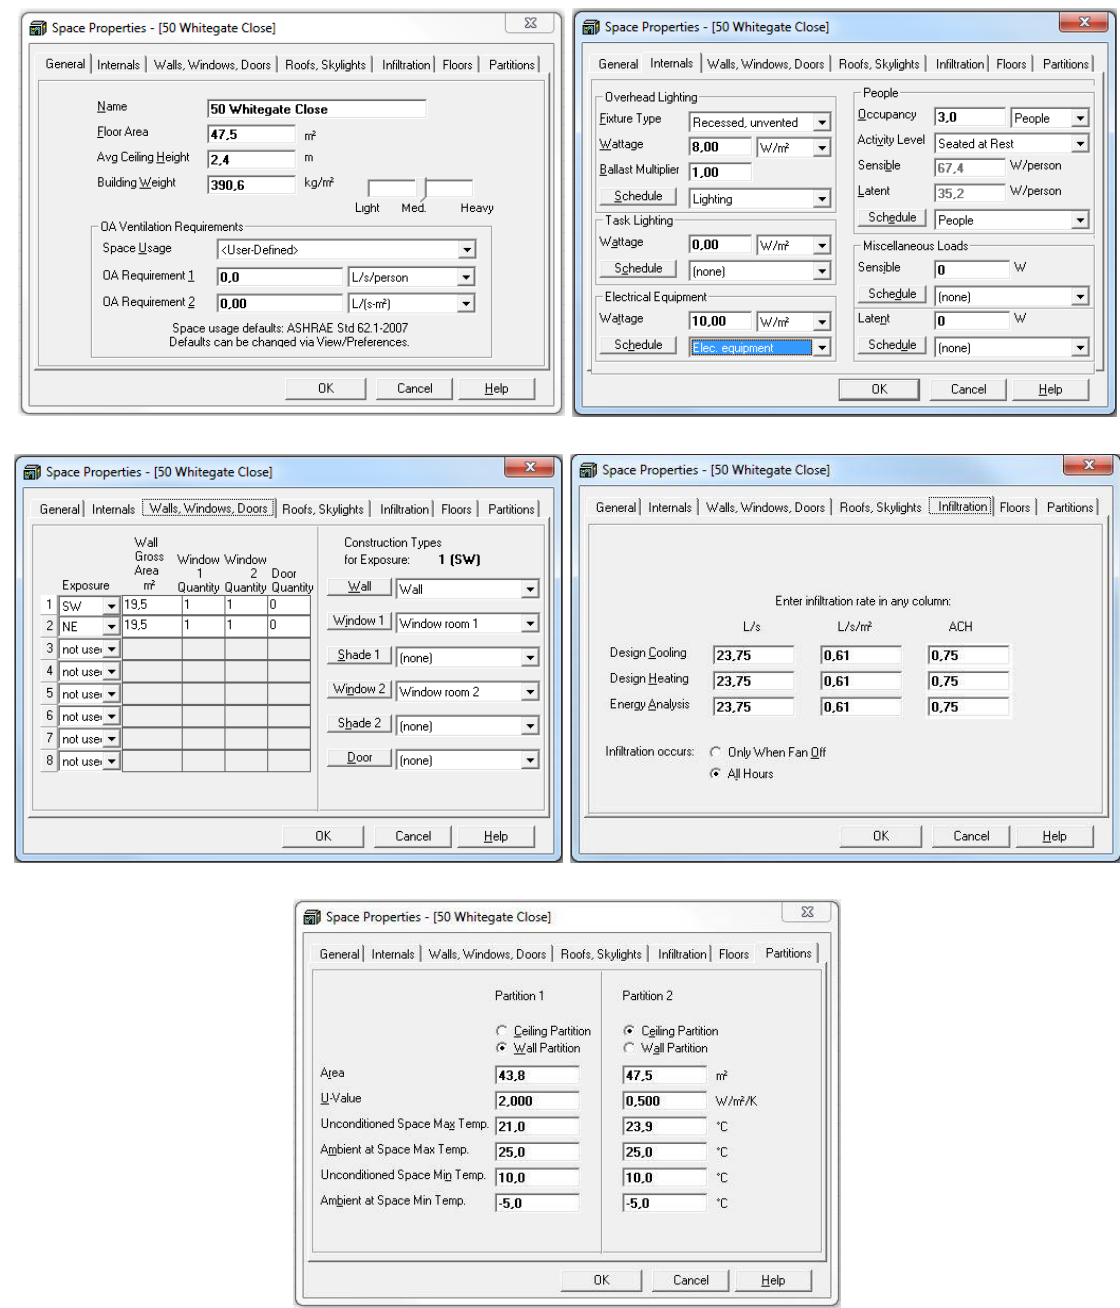 Space Properties - [50 Whitegate Close]
General Internals Walls, Windows, Doors Roofs, Skylights Infiltration Floors Partitions
Name 50 Whitegate Close
Floor Area 47,5 m²
Avg Ceiling Height 2,4 m
Building Weight 390,6 kg/m²
Light Med. Heavy
OA Ventilation Requirements
Space Usage <User-Defined>
OA Requirement 1 0,0 L/s/person
OA Requirement 2 0,00 L/(s-m²)
Space usage defaults: ASHRAE Std 62.1-2007
Defaults can be changed via View/Preferences.
OK Cancel Help
Space Properties - [50 Whitegate Close]
General Internals Walls, Windows, Doors Roofs, Skylights Infiltration Floors Partitions
Overhead Lighting
Fixture Type Recessed, unvented
Wattage 8,00 W/m²
Ballast Multiplier 1,00
Schedule Lighting
Task Lighting
Wattage 0,00 W/m²
Schedule (none)
Electrical Equipment
Wattage 10,00 W/m²
Schedule Elec. equipment
People
Occupancy 3,0 People
Activity Level Seated at Rest
Sensible 67,4 W/person
Latent 35,2 W/person
Schedule People
Miscellaneous Loads
Sensible 0 W
Schedule (none)
Latent 0 W
Schedule (none)
OK Cancel Help
Space Properties - [50 Whitegate Close]
General Internals Walls, Windows, Doors Roofs, Skylights Infiltration Floors Partitions
Exposure Wall Gross Area m² Window 1 Quantity Window 2 Quantity Door Quantity
1 SW 19,5 1 1 0
2 NE 19,5 1 1 0
3 not use
4 not use
5 not use
6 not use
7 not use
8 not use
Construction Types
for Exposure: 1 (SW)
Wall Wall
Window 1 Window room 1
Shade 1 (none)
Window 2 Window room 2
Shade 2 (none)
Door (none)
OK Cancel Help
Space Properties - [50 Whitegate Close]
General Internals Walls, Windows, Doors Roofs, Skylights Infiltration Floors Partitions
Enter infiltration rate in any column:
L/s L/s/m² ACH
Design Cooling 23,75 0,61 0,75
Design Heating 23,75 0,61 0,75
Energy Analysis 23,75 0,61 0,75
Infiltration occurs: Only When Fan Off
All Hours
OK Cancel Help
Space Properties - [50 Whitegate Close]
General Internals Walls, Windows, Doors Roofs, Skylights Infiltration Floors Partitions
Partition 1 Partition 2
Ceiling Partition Ceiling Partition
Wall Partition Wall Partition
Area 43,8 47,5 m²
U-Value 2,000 0,500 W/m²/K
Unconditioned Space Max Temp. 21,0 23,9 °C
Ambient at Space Max Temp. 25,0 25,0 °C
Unconditioned Space Min Temp. 10,0 10,0 °C
Ambient at Space Min Temp. -5,0 -5,0 °C
OK Cancel Help